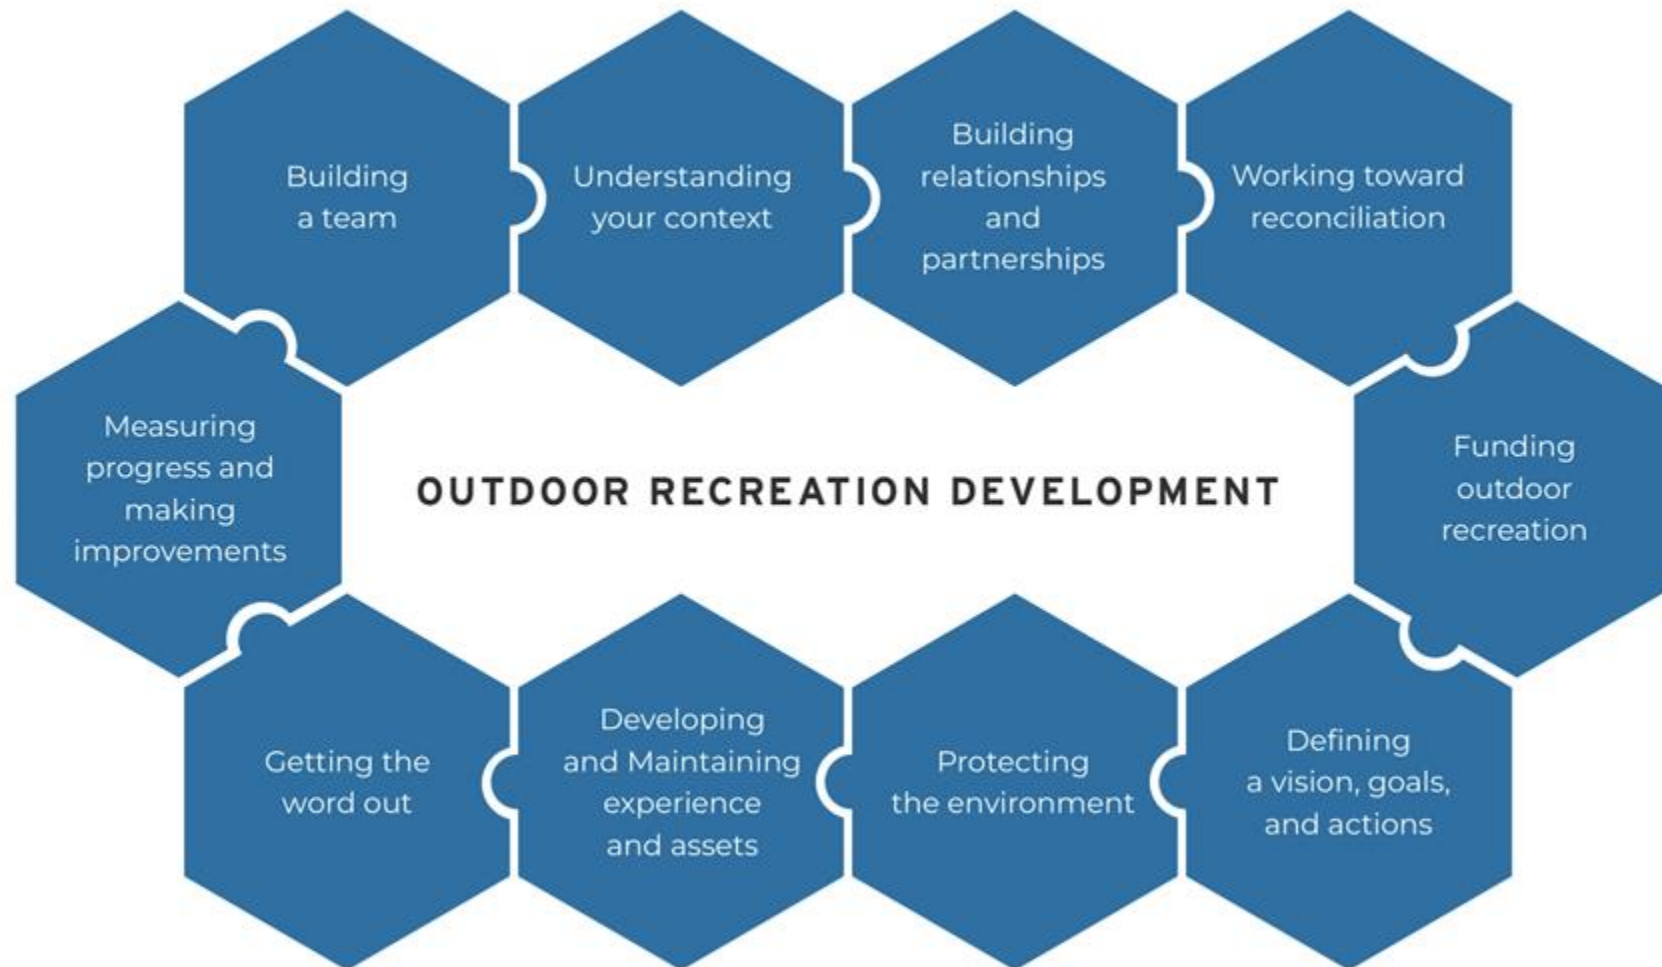 Building
a team
Understanding
your context
Building
relationships
and
partnerships
Working toward
reconciliation
Measuring
progress and
making
improvements
OUTDOOR RECREATION DEVELOPMENT
Funding
outdoor
recreation
Getting the
word out
Developing
and Maintaining
experience
and assets
Protecting
the environment
Defining
a vision, goals,
and actions